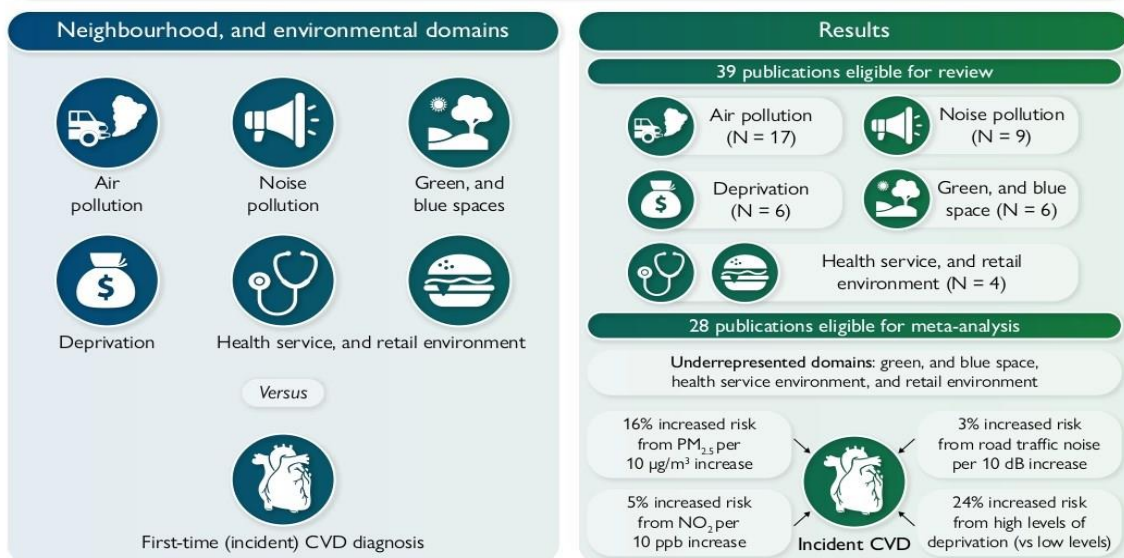 Neighbourhood, and environmental domains
Air
pollution
Noise
pollution
Green, and
blue spaces
$
Deprivation
Health service, and retail environment
Versus
First-time (incident) CVD diagnosis
Results
39 publications eligible for review
Air pollution
(N = 17)
Noise pollution
(N = 9)
$
Deprivation
(N = 6)
Green, and blue
space (N = 6)
Health service, and retail
environment (N = 4)
28 publications eligible for meta-analysis
Underrepresented domains: green, and blue space,
health service environment, and retail environment
16% increased risk
from PM₂.₅ per
10 µg/m³ increase
3% increased risk
from road traffic noise
per 10 dB increase
5% increased risk
from NO₂ per
10 ppb increase
24% increased risk
from high levels of
deprivation (vs low levels)
Incident CVD